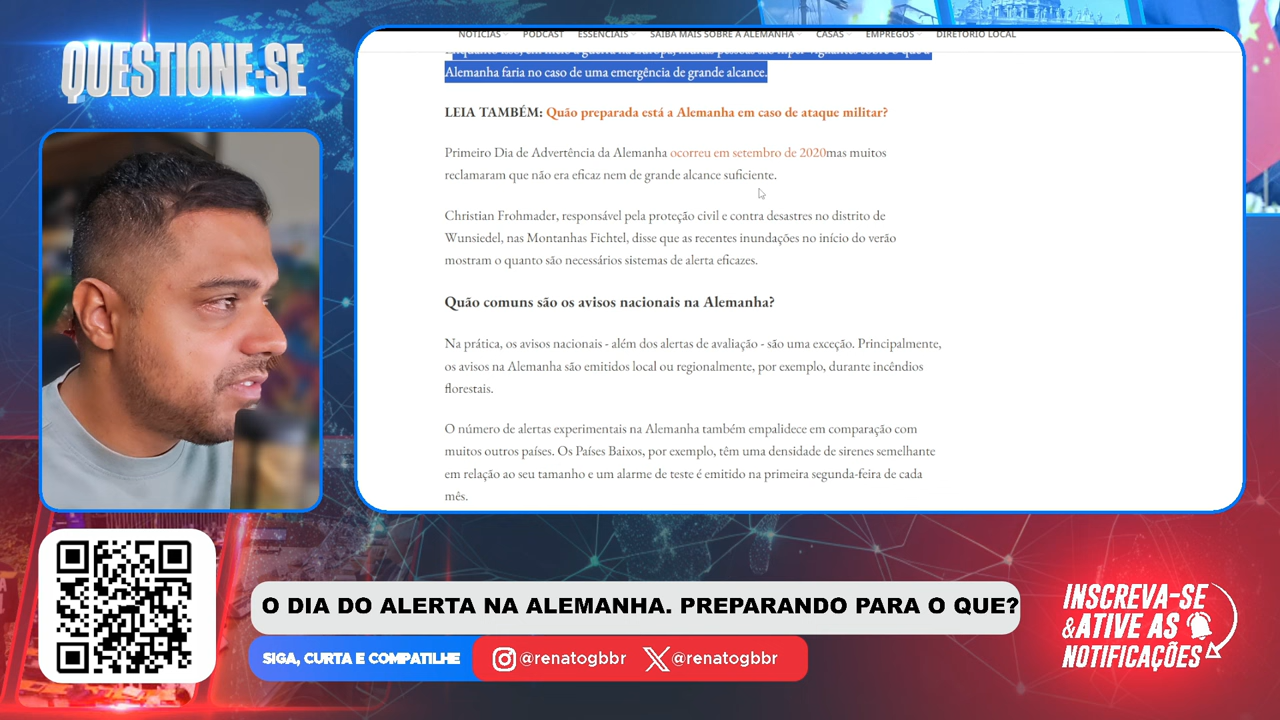 QUESTIONE-SE
NOTÍCIAS
PODCAST
ESSENCIAIS
SAIBA MAIS SOBRE A ALEMANHA
CASAS
EMPREGOS
DIRETÓRIO LOCAL
Alemanha faria no caso de uma emergência de grande alcance.
LEIA TAMBÉM: Quão preparada está a Alemanha em caso de ataque militar?
Primeiro Dia de Advertência da Alemanha ocorreu em setembro de 2020mas muitos
reclamaram que não era eficaz nem de grande alcance suficiente.
Christian Frohmader, responsável pela proteção civil e contra desastres no distrito de
Wunsiedel, nas Montanhas Fichtel, disse que as recentes inundações no início do verão
mostram o quanto são necessários sistemas de alerta eficazes.
Quão comuns são os avisos nacionais na Alemanha?
Na prática, os avisos nacionais - além dos alertas de avaliação - são uma exceção. Principalmente,
os avisos na Alemanha são emitidos local ou regionalmente, por exemplo, durante incêndios
florestais.
O número de alertas experimentais na Alemanha também empalidece em comparação com
muitos outros países. Os Países Baixos, por exemplo, têm uma densidade de sirenes semelhante
em relação ao seu tamanho e um alarme de teste é emitido na primeira segunda-feira de cada
mês.
O DIA DO ALERTA NA ALEMANHA. PREPARANDO PARA O QUE?
SIGA, CURTA E COMPATILHE
@renatogbbr
@renatogbbr
INSCREVA-SE
&ATIVE AS
NOTIFICAÇÕES